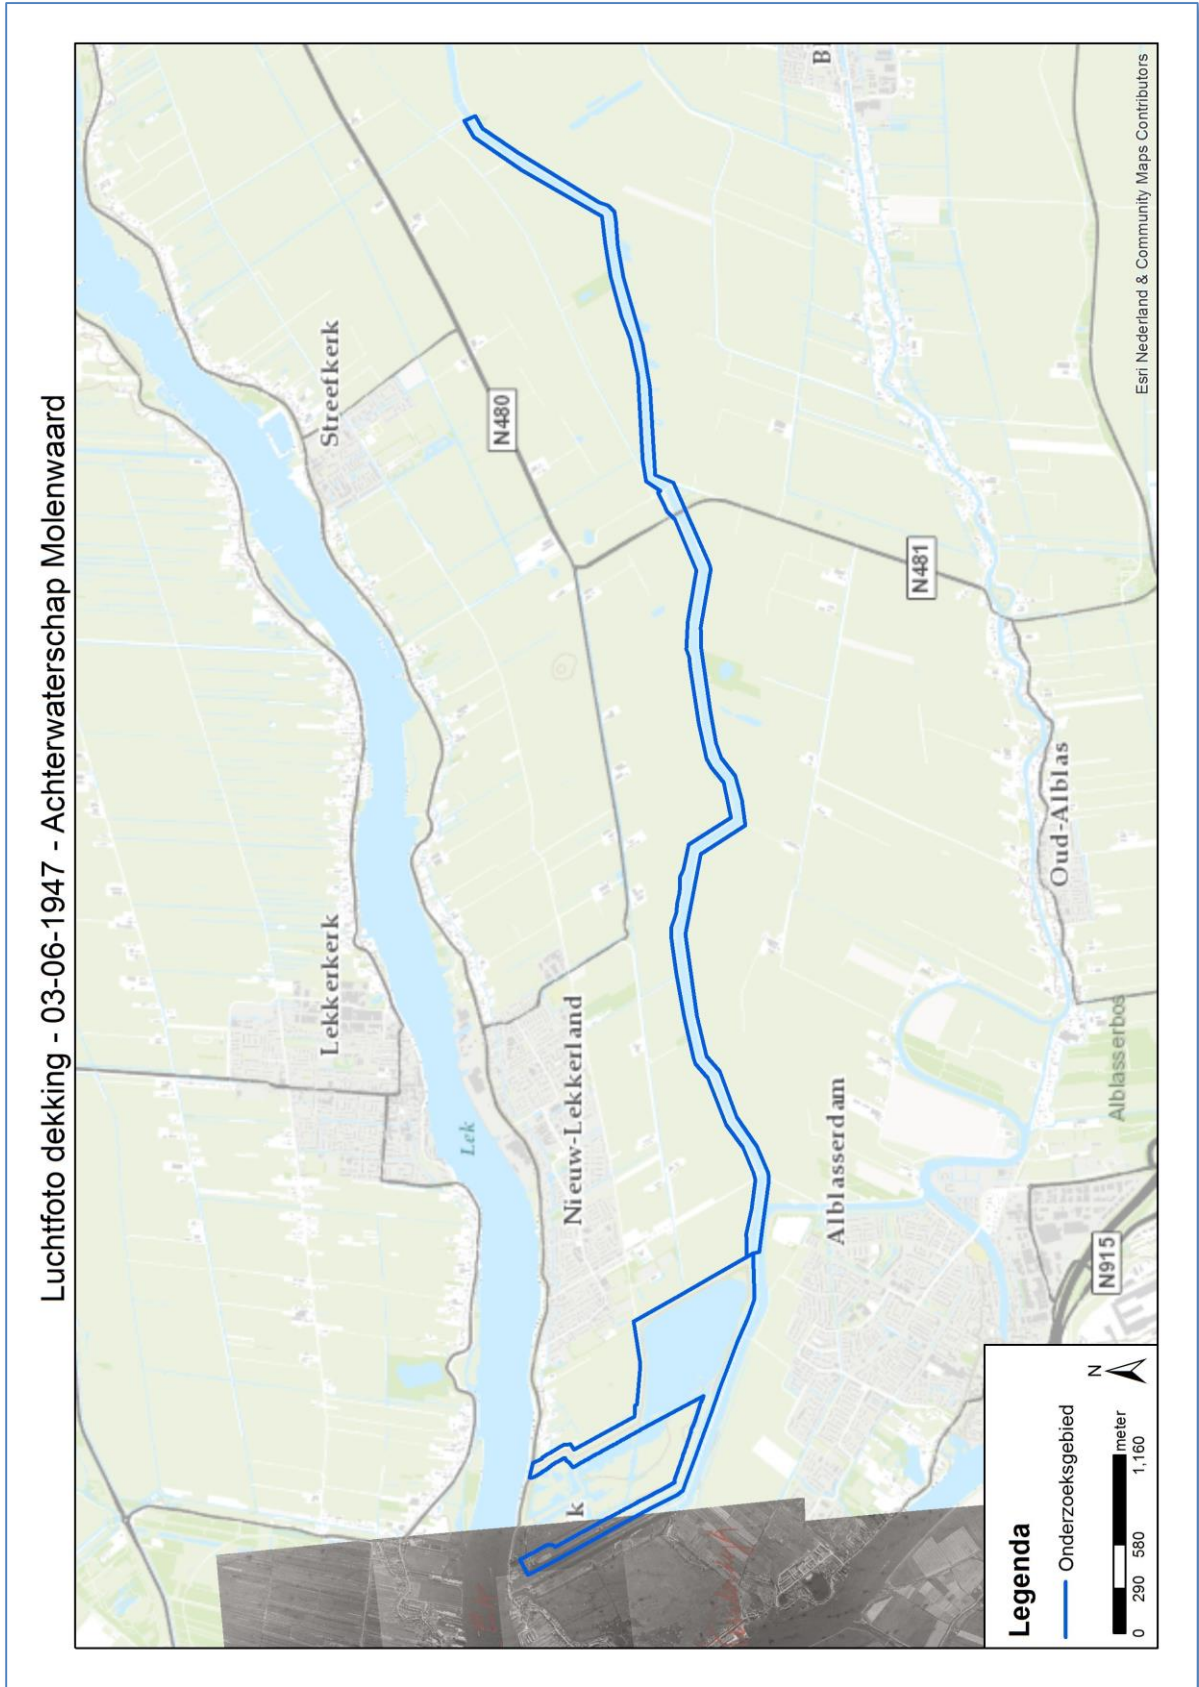 Luchtfoto dekking - 03-06-1947 - Achterwaterschap Molenwaard
Lekkerkerk
Streefkerk
Lek
Nieuw-Lekkerland
N480
k
B
Alblasserdam
N481
Oud-Alblas
Alblasserbos
N915
Esri Nederland & Community Maps Contributors
Legenda
Onderzoeksgebied
N
0 290 580 1,160
meter